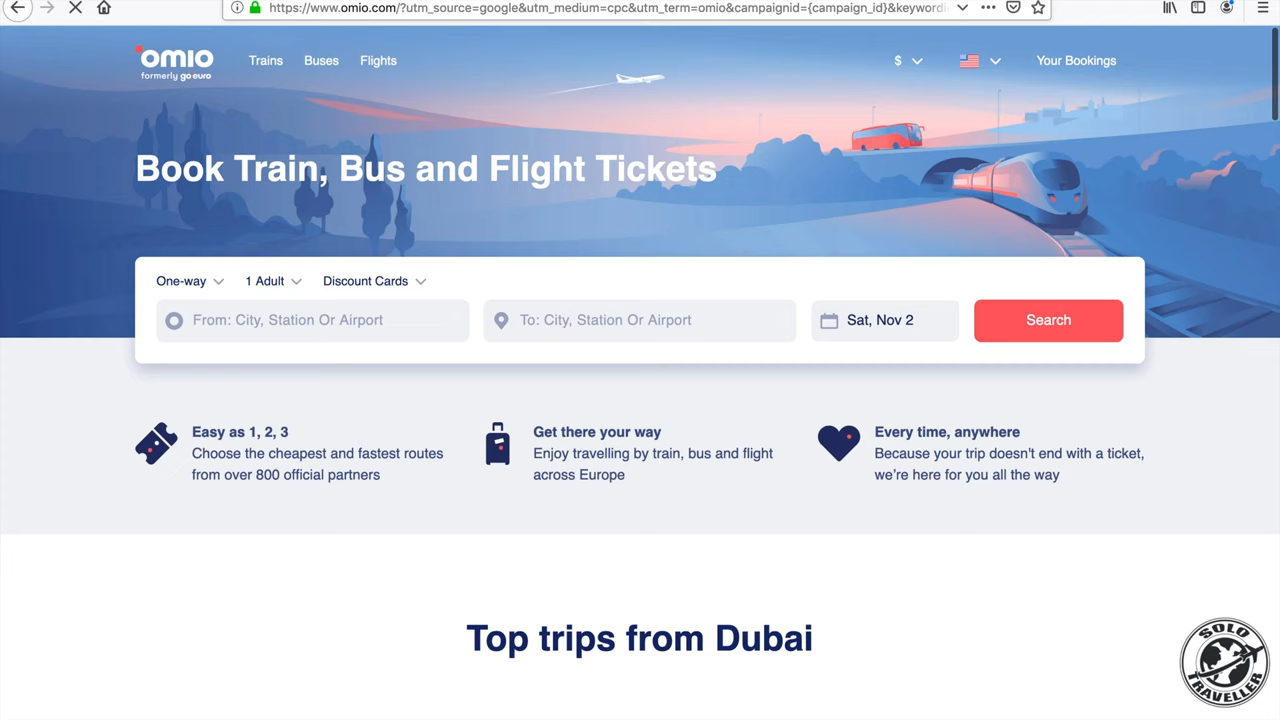 https://www.omio.com/?utm_source=google&utm_medium=cpc&utm_term=omio&campaignid={campaign_id}&keywordi
omio
formerly go euro
Trains
Buses
Flights
$
Your Bookings
Book Train, Bus and Flight Tickets
One-way
1 Adult
Discount Cards
From: City, Station Or Airport
To: City, Station Or Airport
Sat, Nov 2
Search
Easy as 1, 2, 3
Choose the cheapest and fastest routes
from over 800 official partners
Get there your way
Enjoy travelling by train, bus and flight
across Europe
Every time, anywhere
Because your trip doesn't end with a ticket,
we're here for you all the way
Top trips from Dubai
SOLO
TRAVELLER